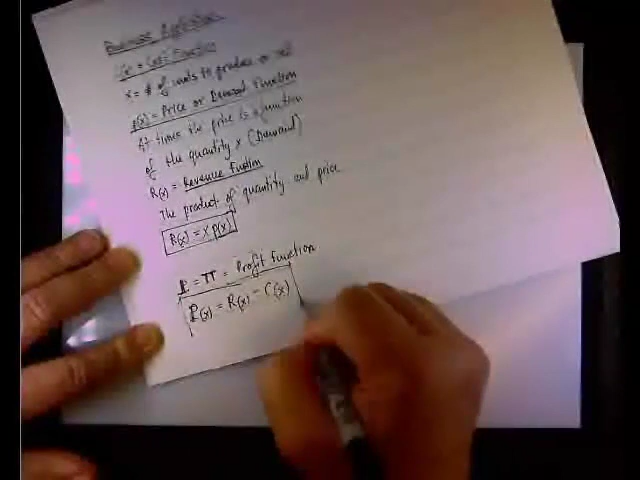 Business Applications
C(x) = Cost Function
x = # of units to produce or sell
p(x) = Price or Demand Function
At times the price is a function
of the quantity x (Demand)
R(x) = Revenue Function
The product of quantity and price
R(x) = x p(x)
P = π = Profit Function
P(x) = R(x) - C(x)